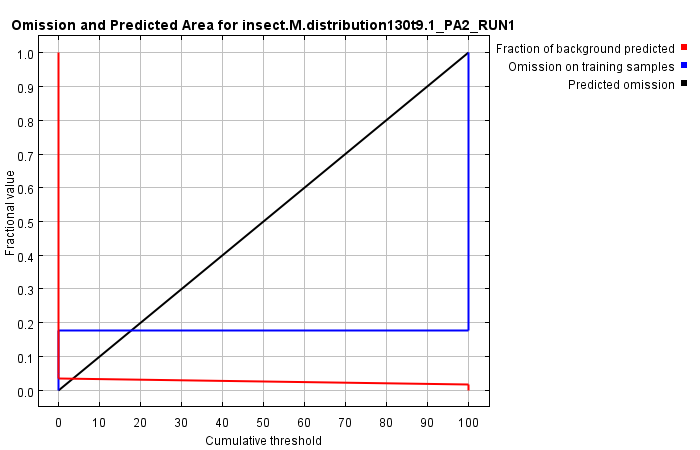 Omission and Predicted Area for insect.M.distribution130t9.1_PA2_RUN1
Fraction of background predicted
Omission on training samples
Predicted omission
Fractional value
1.0
0.9
0.8
0.7
0.6
0.5
0.4
0.3
0.2
0.1
0.0
0 10 20 30 40 50 60 70 80 90 100
Cumulative threshold